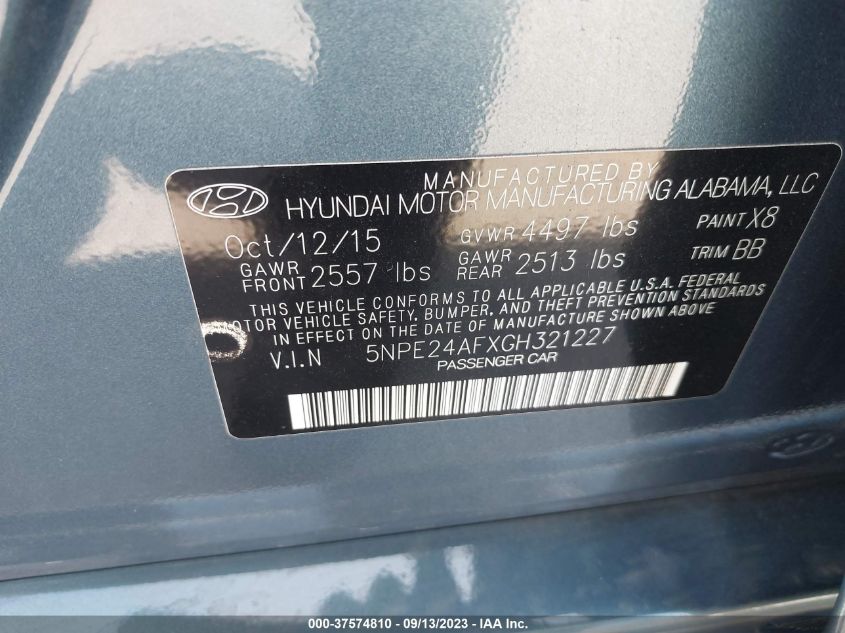 MANUFACTURED BY
HYUNDAI MOTOR MANUFACTURING ALABAMA, LLC
Oct/12/15 GVWR 4497 lbs PAINT X8
GAWR FRONT 2557 lbs GAWR REAR 2513 lbs TRIM BB
THIS VEHICLE CONFORMS TO ALL APPLICABLE U.S.A. FEDERAL
MOTOR VEHICLE SAFETY, BUMPER, AND THEFT PREVENTION STANDARDS
IN EFFECT ON THE DATE OF MANUFACTURE SHOWN ABOVE
V.I.N 5NPE24AFXGH321227
PASSENGER CAR
000-37574810 - 09/13/2023 - IAA Inc.